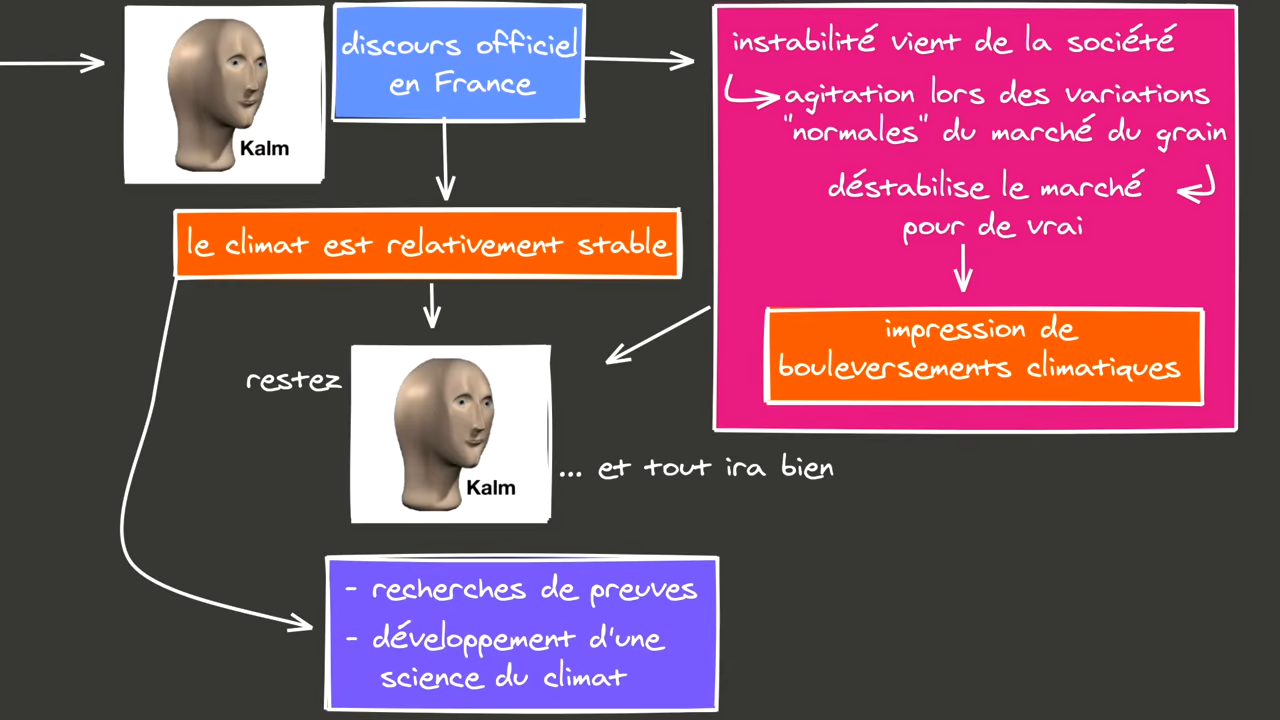 Kalm
discours officiel
en France
instabilité vient de la société
agitation lors des variations
"normales" du marché du grain
déstabilise le marché
pour de vrai
impression de
bouleversements climatiques
le climat est relativement stable
restez
Kalm
... et tout ira bien
- recherches de preuves
- développement d'une
science du climat